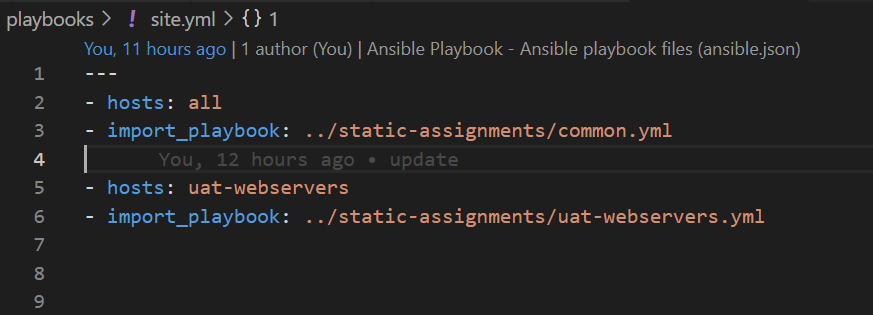 playbooks > ! site.yml > { } 1
You, 11 hours ago | 1 author (You) | Ansible Playbook - Ansible playbook files (ansible.json)
1 ---
2 - hosts: all
3 - import_playbook: ../static-assignments/common.yml
4 You, 12 hours ago • update
5 - hosts: uat-webservers
6 - import_playbook: ../static-assignments/uat-webservers.yml
7
8
9